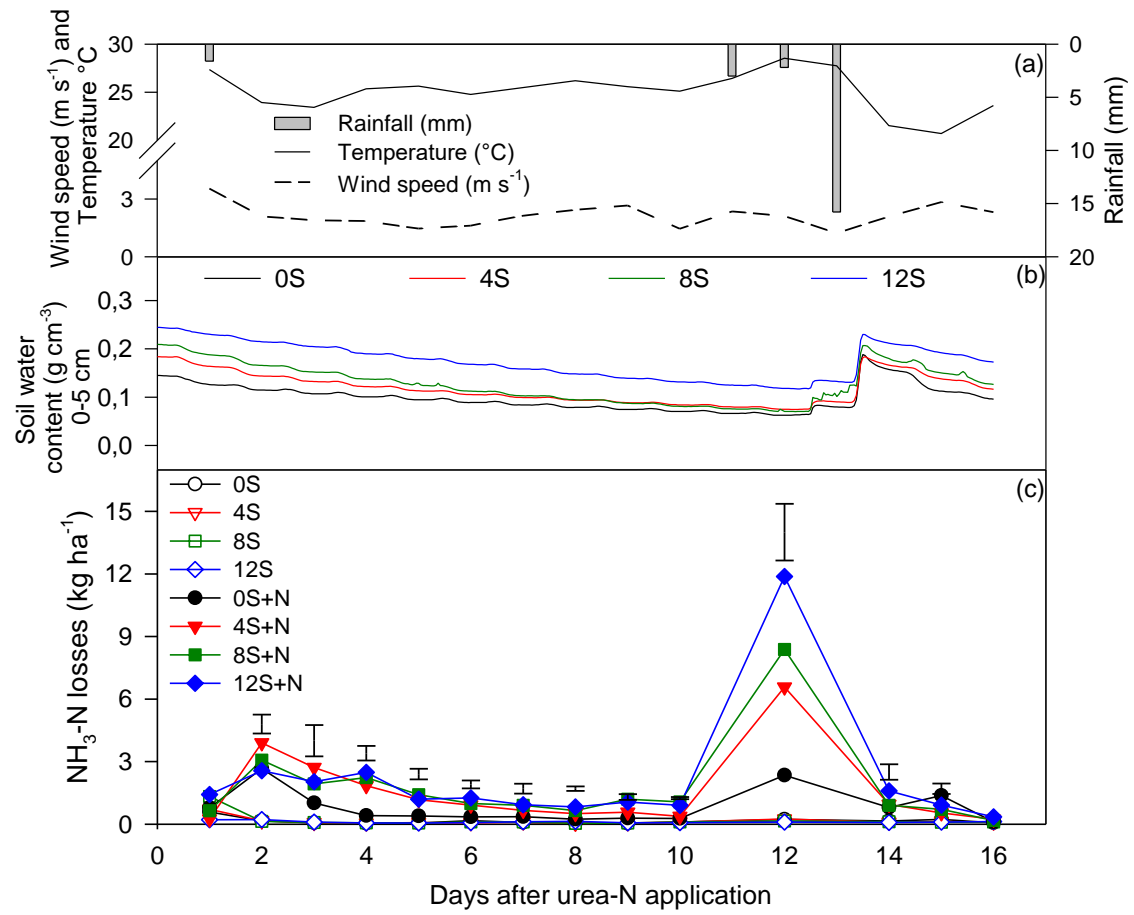 Wind speed (m s⁻¹) and
Temperature °C
30
25
20
3
0
(a)
Rainfall (mm)
Temperature (°C)
Wind speed (m s⁻¹)
0
5
10
15
20
Rainfall
(mm)
Soil water
content (g cm⁻³)
0-5 cm
0,3
0,2
0,1
0,0
0S 4S 8S 12S
(b)
NH₃-N losses (kg ha⁻¹)
15
12
9
6
3
0
(c)
0S
4S
8S
12S
0S+N
4S+N
8S+N
12S+N
0 2 4 6 8 10 12 14 16
Days after urea-N application